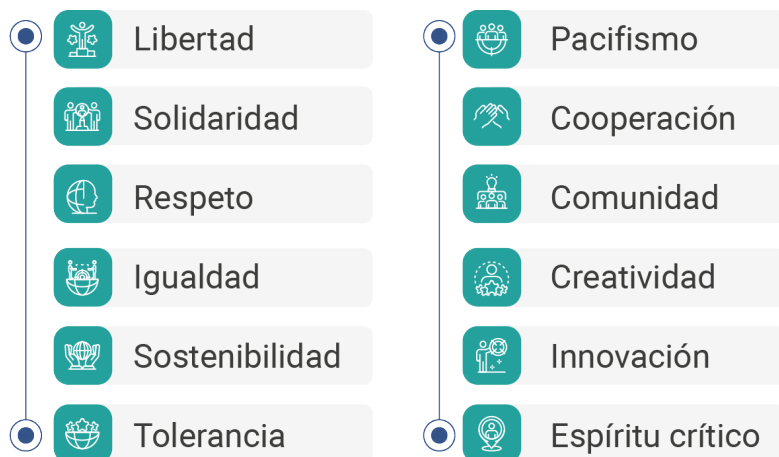 Libertad
Solidaridad
Respeto
Igualdad
Sostenibilidad
Tolerancia
Pacifismo
Cooperación
Comunidad
Creatividad
Innovación
Espíritu crítico